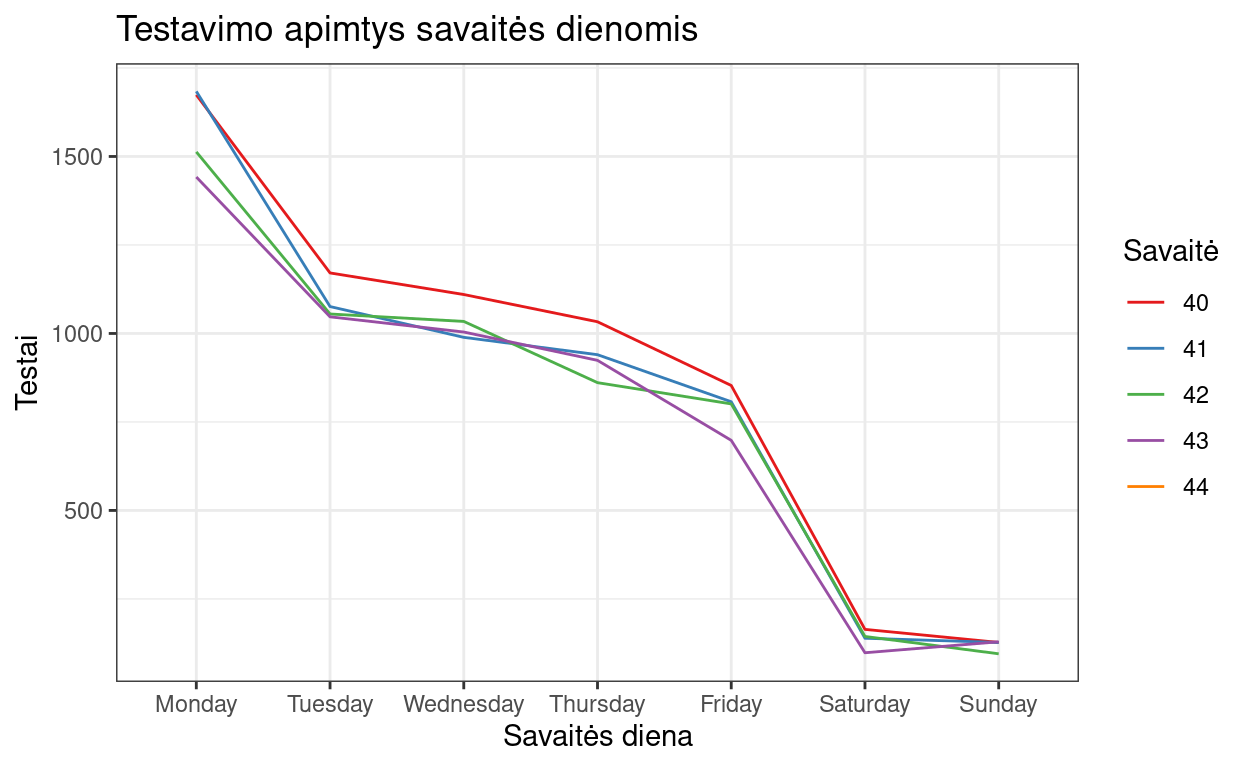 Testavimo apimtys savaitės dienomis
Testai
1500
1000
500
Monday Tuesday Wednesday Thursday Friday Saturday Sunday
Savaitės diena
Savaitė
40
41
42
43
44